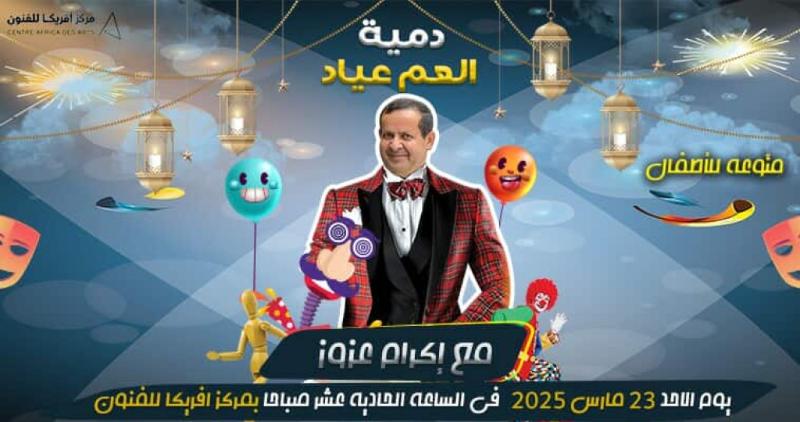 مركز أفريكا للفنون
CENTRE AFRICA DES ARTS
دمية
العم عياد
منوعة للأطفال
مع إكرام عزوز
يوم الاحد 23 مارس 2025 في الساعة الحادية عشر صباحا بمركز افريكا للفنون